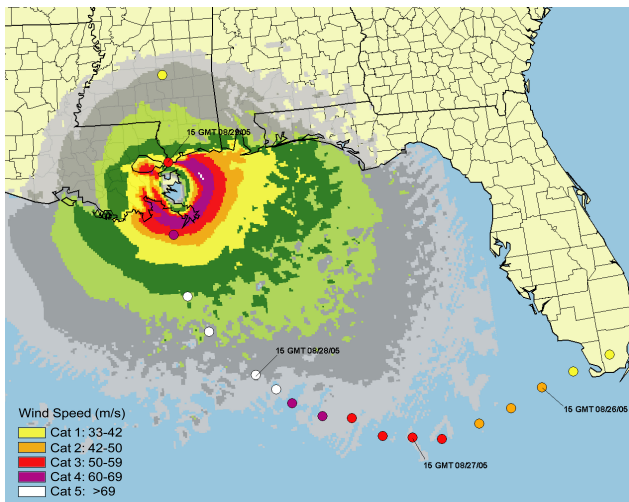 15 GMT 08/29/05
15 GMT 08/28/05
15 GMT 08/26/05
15 GMT 08/27/05
Wind Speed (m/s)
Cat 1: 33-42
Cat 2: 42-50
Cat 3: 50-59
Cat 4: 60-69
Cat 5: >69